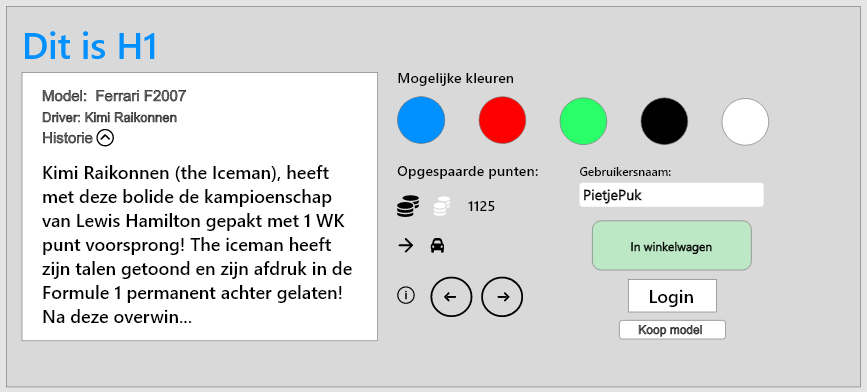 Dit is H1
Model:  Ferrari F2007
Driver: Kimi Raikonnen
Historie
Kimi Raikonnen (the Iceman), heeft
met deze bolide de kampioenschap
van Lewis Hamilton gepakt met 1 WK
punt voorsprong! The iceman heeft
zijn talen getoond en zijn afdruk in de
Formule 1 permanent achter gelaten!
Na deze overwin...
Mogelijke kleuren
Opgespaarde punten:
1125
Gebruikersnaam:
PietjePuk
In winkelwagen
Login
Koop model